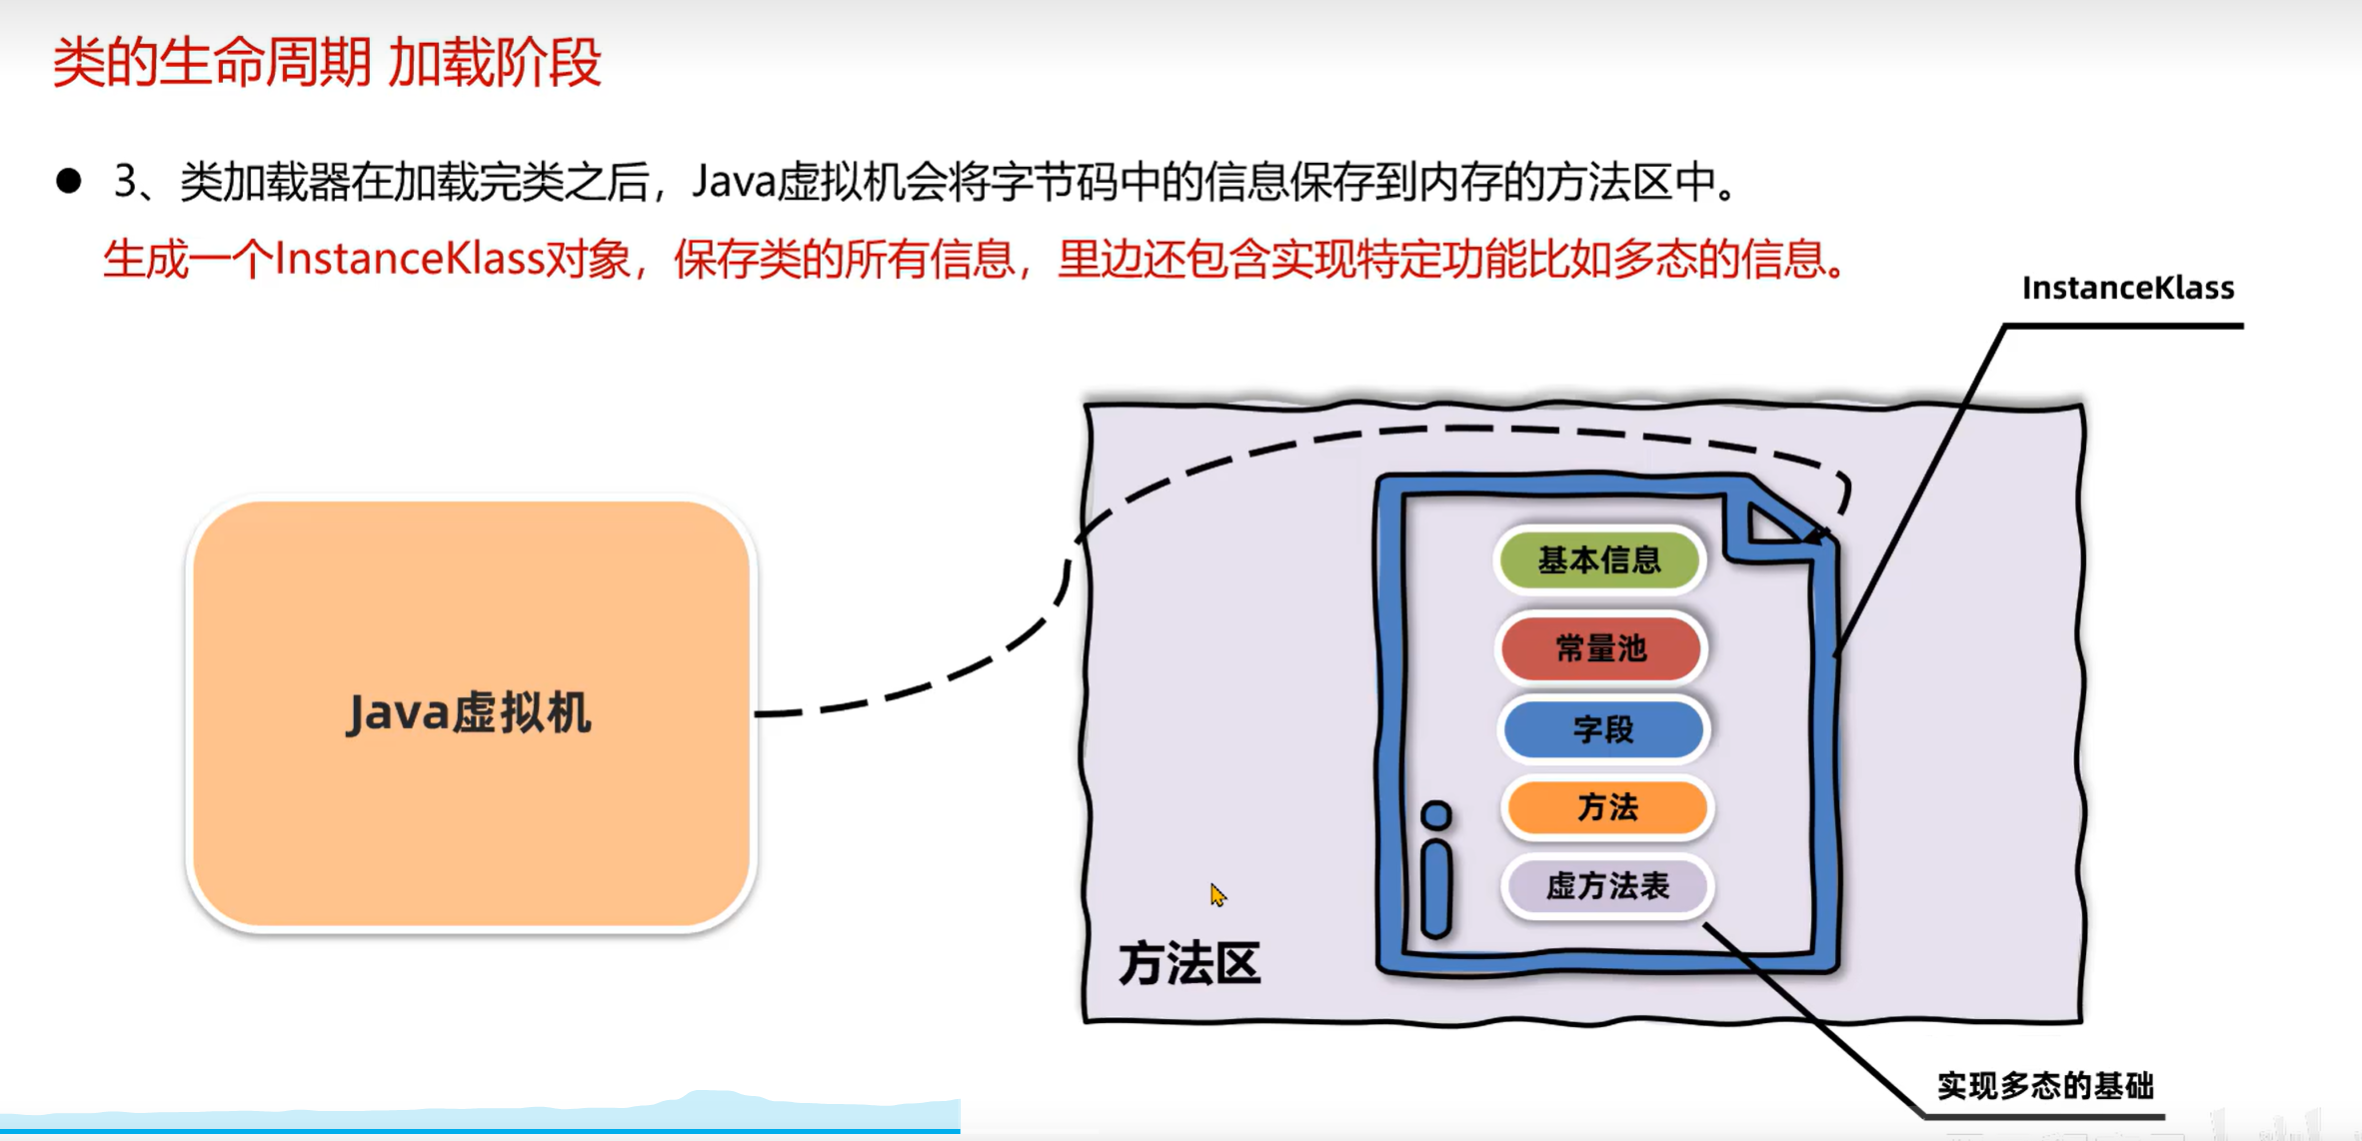 类的生命周期 加载阶段
● 3、类加载器在加载完类之后，Java虚拟机会将字节码中的信息保存到内存的方法区中。
生成一个InstanceKlass对象，保存类的所有信息，里边还包含实现特定功能比如多态的信息。
InstanceKlass
基本信息
常量池
字段
方法
虚方法表
Java虚拟机
方法区
实现多态的基础